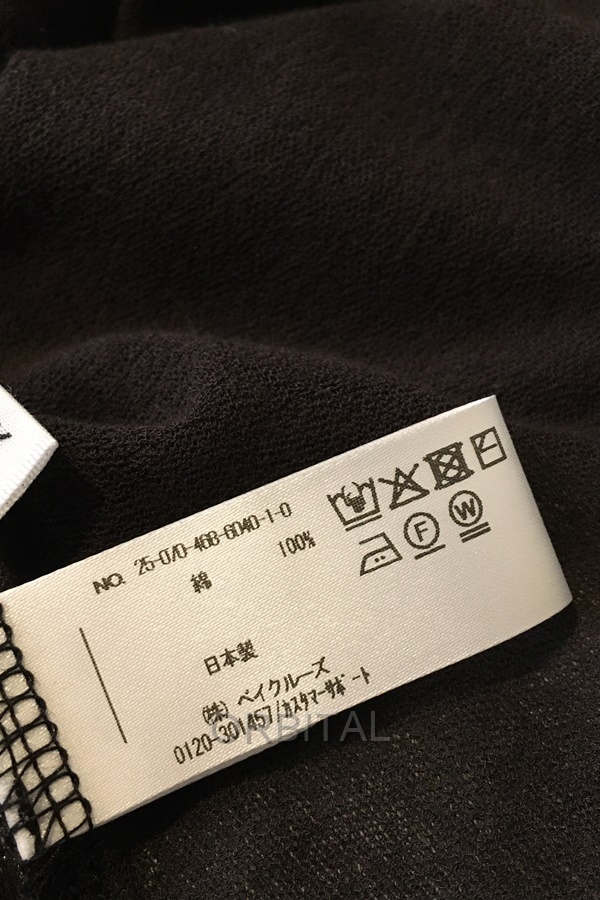 NO. 25-070-468-6040-1-0
綿 100%
日本製
(株) ベイクルーズ
0120-301457/カスタマーサポート
F
W
ORBITAL